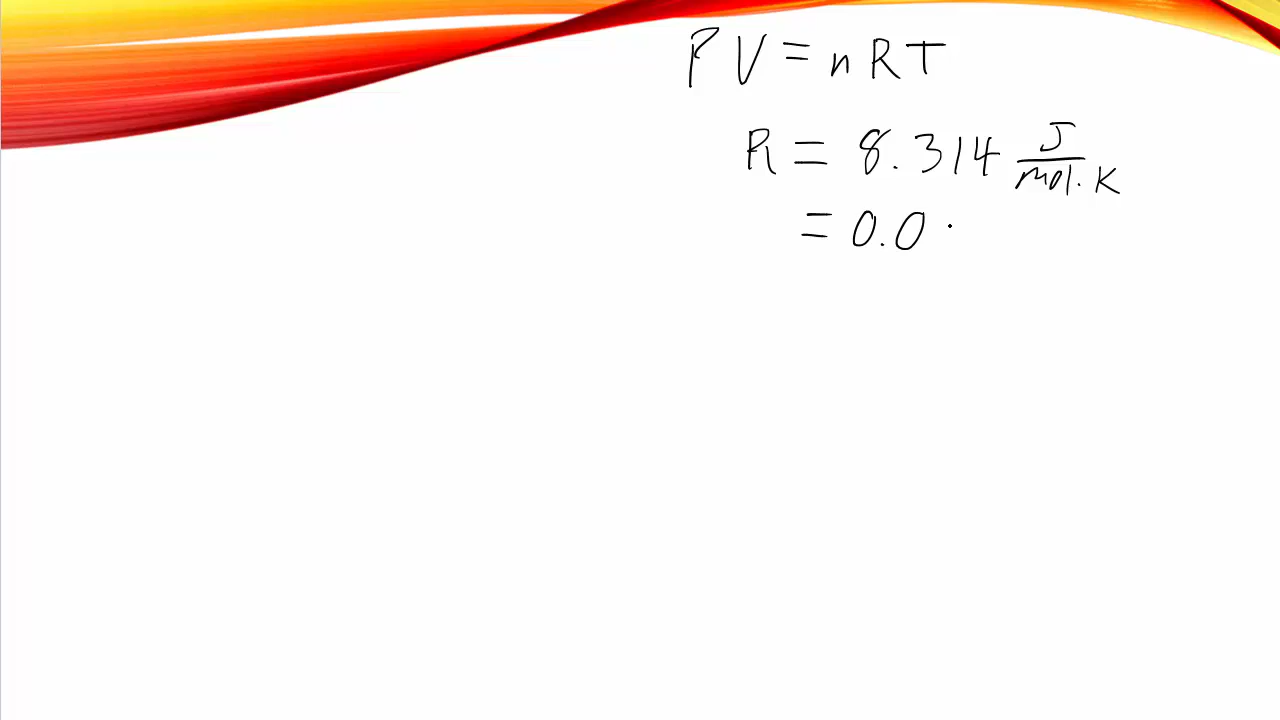 PV = nRT
R = 8.314 J/mol·K
= 0.0